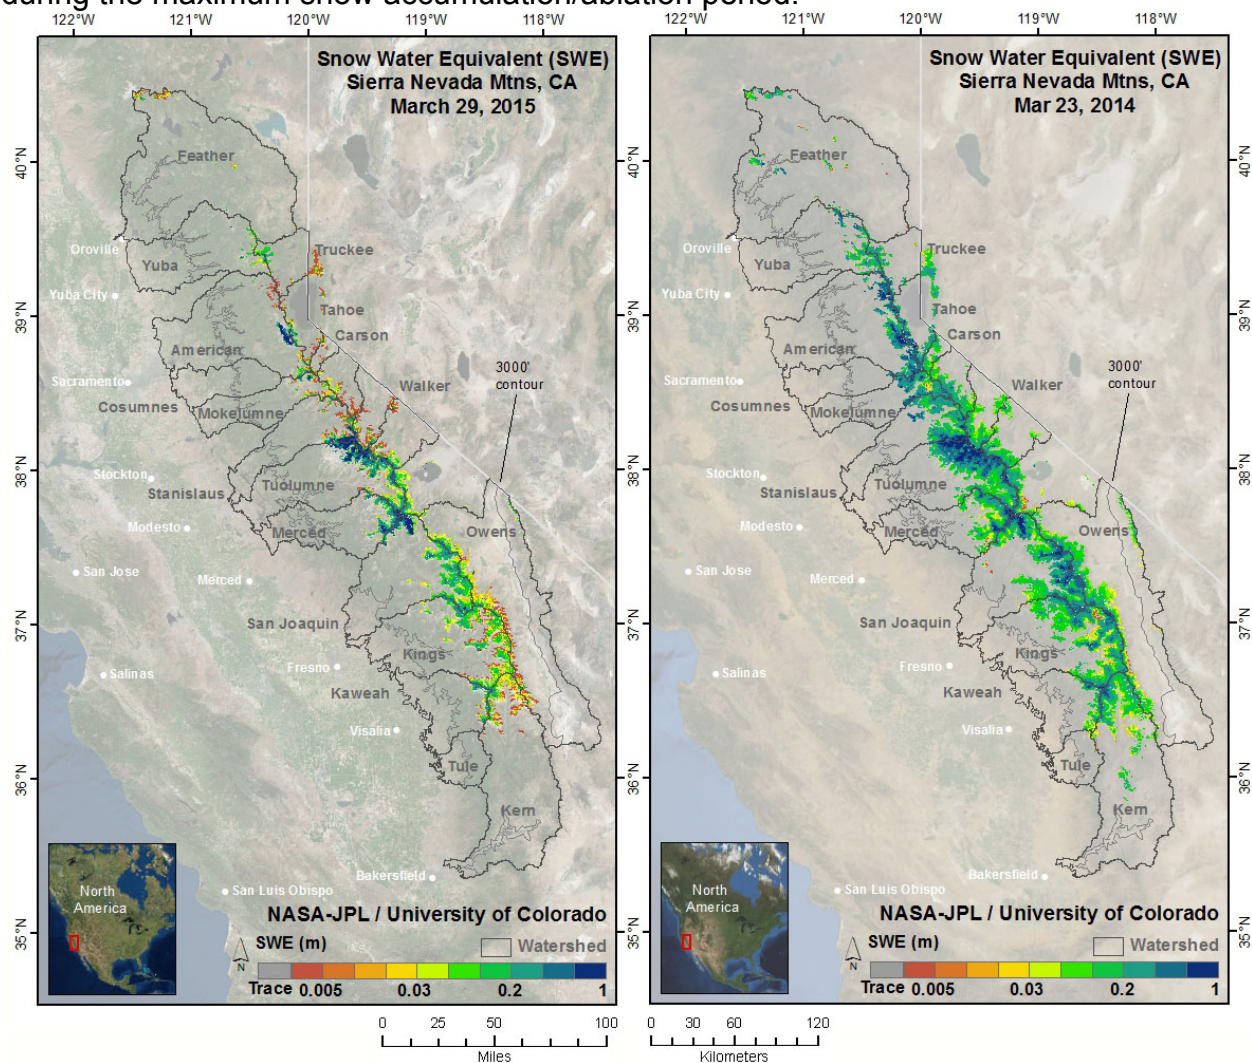 during the maximum snow accumulation/ablation period.
122°W 121°W 120°W 119°W 118°W
Snow Water Equivalent (SWE)
Sierra Nevada Mtns, CA
March 29, 2015
40°N
39°N
38°N
37°N
36°N
35°N
Feather
Oroville
Truckee
Yuba
Yuba City
Tahoe
Carson
American
3000'
contour
Sacramento
Walker
Cosumnes
Mokelumne
Stockton
Tuolumne
Stanislaus
Modesto
Merced
Owens
San Jose
Merced
San Joaquin
Fresno
Kings
Salinas
Kaweah
Visalia
Tule
Kern
Bakersfield
San Luis Obispo
North
America
NASA-JPL / University of Colorado
N
SWE (m)
Watershed
Trace 0.005 0.03 0.2 1
0 25 50 100
Miles
122°W 121°W 120°W 119°W 118°W
Snow Water Equivalent (SWE)
Sierra Nevada Mtns, CA
Mar 23, 2014
40°N
39°N
38°N
37°N
36°N
35°N
Feather
Oroville
Truckee
Yuba
Yuba City
Tahoe
Carson
American
3000'
contour
Sacramento
Walker
Cosumnes
Mokelumne
Stockton
Tuolumne
Stanislaus
Modesto
Merced
Owens
San Jose
Merced
San Joaquin
Fresno
Kings
Salinas
Kaweah
Visalia
Tule
Kern
Bakersfield
San Luis Obispo
North
America
NASA-JPL / University of Colorado
N
SWE (m)
Watershed
Trace 0.005 0.03 0.2 1
0 30 60 120
Kilometers